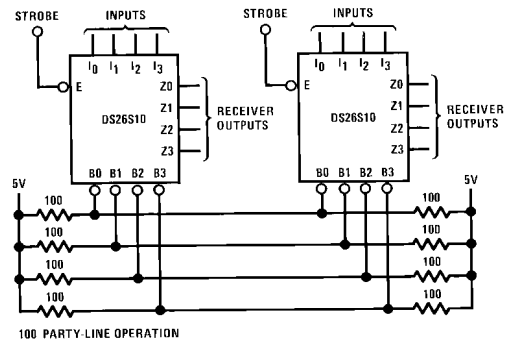 STROBE INPUTS STROBE INPUTS
I0 I1 I2 I3 I0 I1 I2 I3
E Z0 E Z0
Z1 Z1
DS26S10 RECEIVER OUTPUTS DS26S10 RECEIVER OUTPUTS
Z2 Z2
Z3 Z3
B0 B1 B2 B3 B0 B1 B2 B3
5V 100 100 5V
100 100
100 100
100 100
100 PARTY-LINE OPERATION